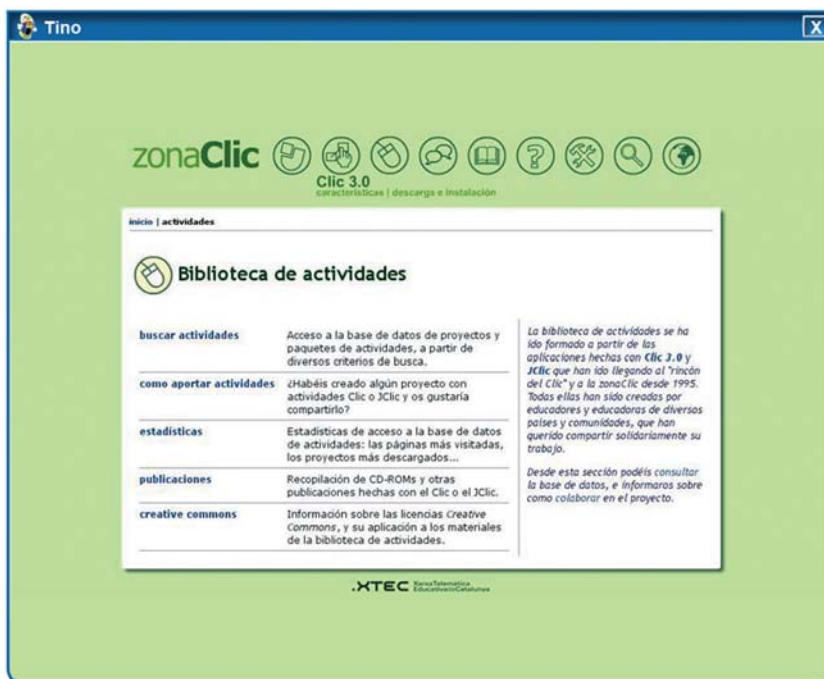 Tino
X
zonaClic
?
Clic 3.0
características | descarga e instalación
inicio | actividades
Biblioteca de actividades
buscar actividades
Acceso a la base de datos de proyectos y
paquetes de actividades, a partir de
diversos criterios de busca.
como aportar actividades
¿Habéis creado algún proyecto con
actividades Clic o JClic y os gustaría
compartirlo?
estadísticas
Estadísticas de acceso a la base de datos
de actividades: las páginas más visitadas,
los proyectos más descargados...
publicaciones
Recopilación de CD-ROMs y otras
publicaciones hechas con el Clic o el JClic.
creative commons
Información sobre las licencias Creative
Commons, y su aplicación a los materiales
de la biblioteca de actividades.
La biblioteca de actividades se ha
ido formado a partir de las
aplicaciones hechas con Clic 3.0 y
JClic que han ido llegando al "rincón
del Clic" y a la zonaClic desde 1995.
Todas ellas han sido creadas por
educadores y educadoras de diversos
países y comunidades, que han
querido compartir solidariamente su
trabajo.
Desde esta sección podéis consultar
la base de datos, e informaros sobre
como colaborar en el proyecto.
.XTEC
XarxaTelemàtica
EducativadeCatalunya